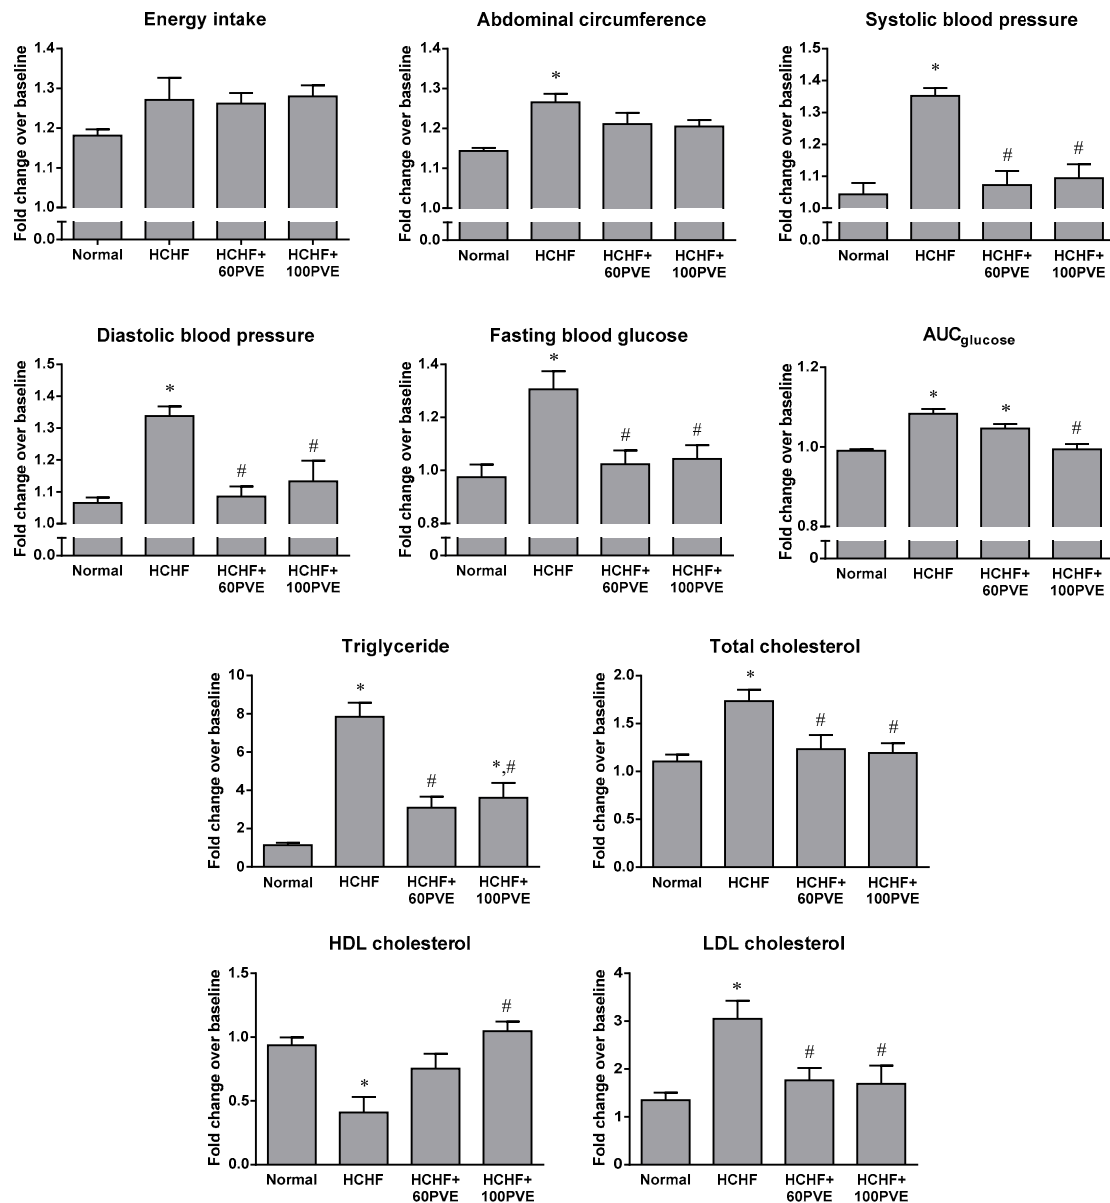 Energy intake
Fold change over baseline
1.4
1.3
1.2
1.1
1.0
0.0
Normal
HCHF
HCHF+
60PVE
HCHF+
100PVE
Abdominal circumference
Fold change over baseline
1.4
1.3
1.2
1.1
1.0
0.0
*
Normal
HCHF
HCHF+
60PVE
HCHF+
100PVE
Systolic blood pressure
Fold change over baseline
1.5
1.4
1.3
1.2
1.1
1.0
0.0
*
#
#
Normal
HCHF
HCHF+
60PVE
HCHF+
100PVE
Diastolic blood pressure
Fold change over baseline
1.5
1.4
1.3
1.2
1.1
1.0
0.0
*
#
#
Normal
HCHF
HCHF+
60PVE
HCHF+
100PVE
Fasting blood glucose
Fold change over baseline
1.4
1.2
1.0
0.8
0
*
#
#
Normal
HCHF
HCHF+
60PVE
HCHF+
100PVE
AUCglucose
Fold change over baseline
1.2
1.0
0.8
0
*
*
#
Normal
HCHF
HCHF+
60PVE
HCHF+
100PVE
Triglyceride
Fold change over baseline
10
8
6
4
2
0
*
#
*,#
Normal
HCHF
HCHF+
60PVE
HCHF+
100PVE
Total cholesterol
Fold change over baseline
2.0
1.5
1.0
0.5
0.0
*
#
#
Normal
HCHF
HCHF+
60PVE
HCHF+
100PVE
HDL cholesterol
Fold change over baseline
1.5
1.0
0.5
0.0
*
#
Normal
HCHF
HCHF+
60PVE
HCHF+
100PVE
LDL cholesterol
Fold change over baseline
4
3
2
1
0
*
#
#
Normal
HCHF
HCHF+
60PVE
HCHF+
100PVE